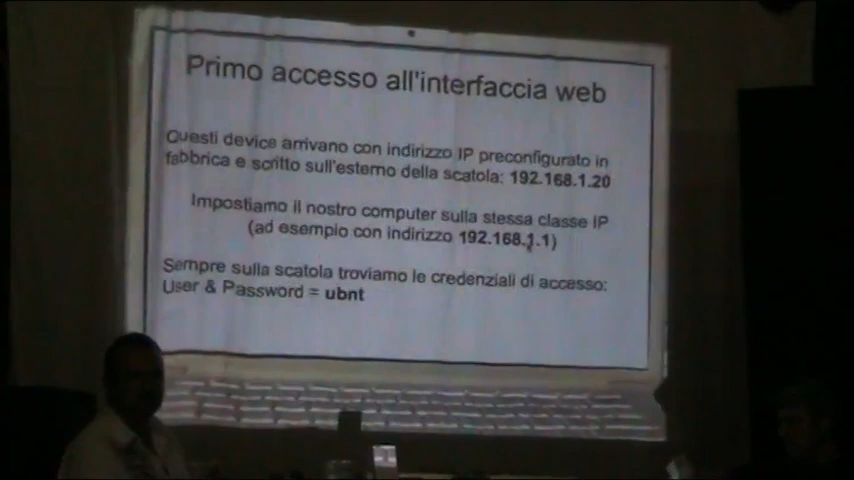 Primo accesso all'interfaccia web
Questi device arrivano con indirizzo IP preconfigurato in
fabbrica e scritto sull'esterno della scatola: 192.168.1.20
Impostiamo il nostro computer sulla stessa classe IP
(ad esempio con indirizzo 192.168.1.1)
Sempre sulla scatola troviamo le credenziali di accesso:
User & Password = ubnt